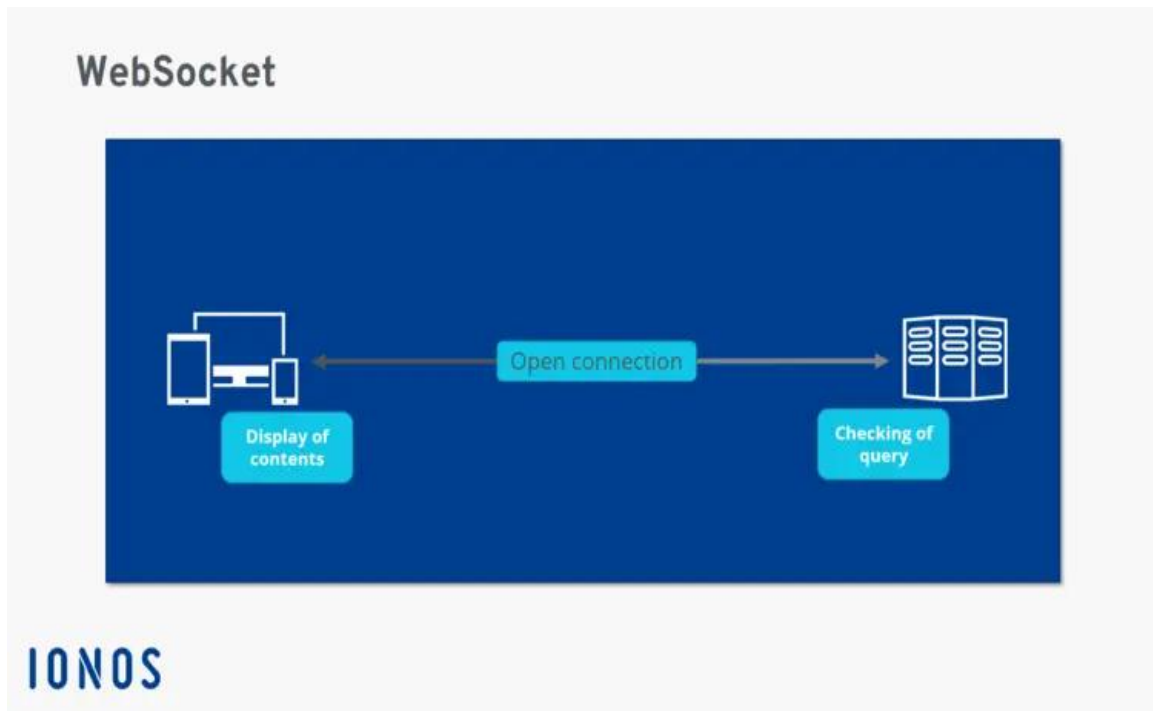 WebSocket
Open connection
Display of
contents
Checking of
query
IONOS